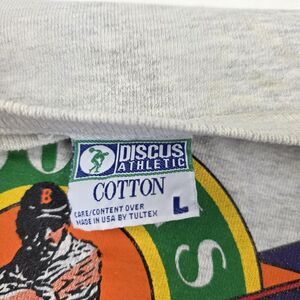 DISCUS
ATHLETIC
COTTON
CARE/CONTENT OVER
MADE IN USA BY TULTEX
L
O
B
S